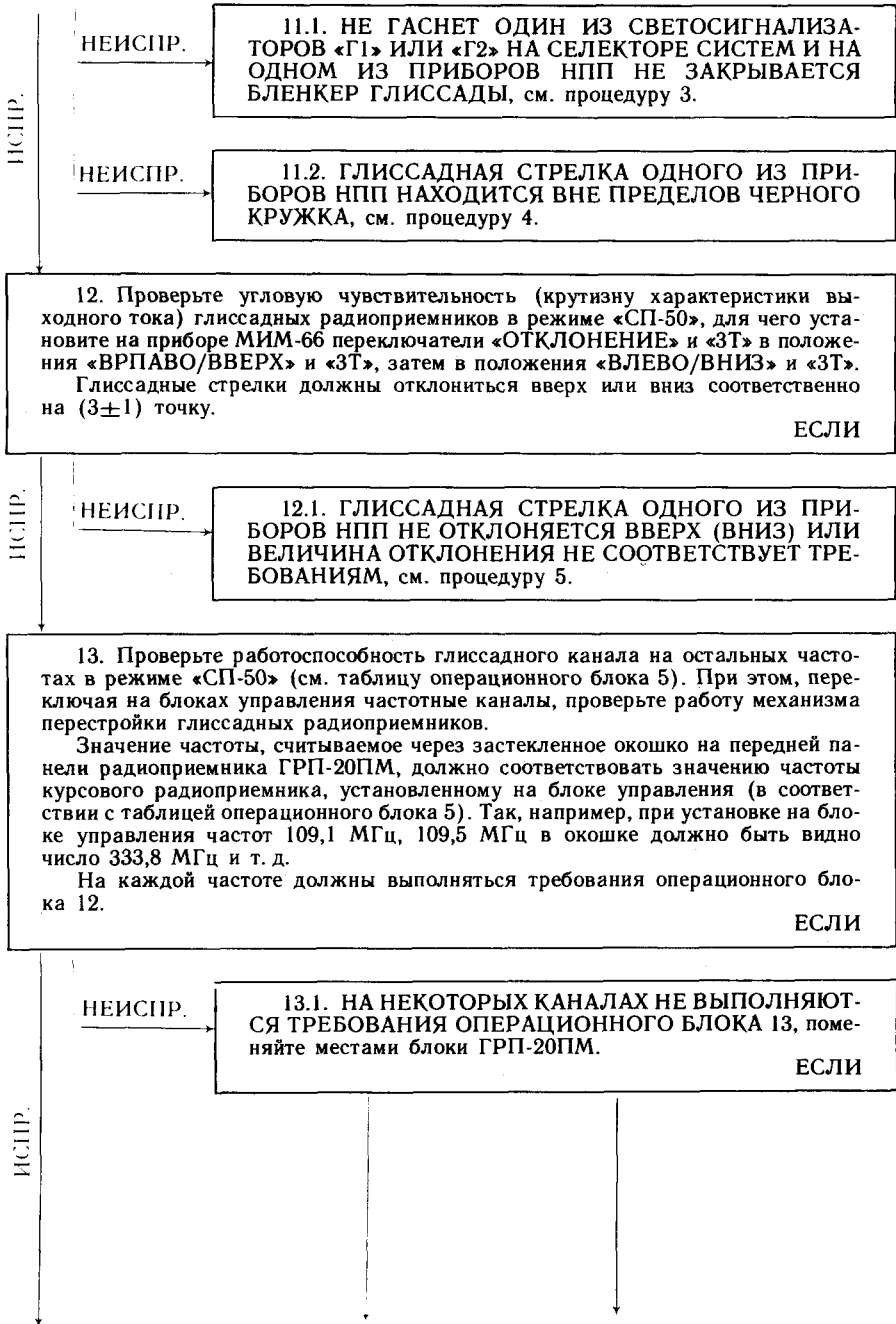 НЕИСПР.
11.1. НЕ ГАСНЕТ ОДИН ИЗ СВЕТОСИГНАЛИЗА-
ТОРОВ «Г1» ИЛИ «Г2» НА СЕЛЕКТОРЕ СИСТЕМ И НА
ОДНОМ ИЗ ПРИБОРОВ НПП НЕ ЗАКРЫВАЕТСЯ
БЛЕНКЕР ГЛИССАДЫ, см. процедуру 3.
ИСПР.
НЕИСПР.
11.2. ГЛИССАДНАЯ СТРЕЛКА ОДНОГО ИЗ ПРИ-
БОРОВ НПП НАХОДИТСЯ ВНЕ ПРЕДЕЛОВ ЧЕРНОГО
КРУЖКА, см. процедуру 4.
12. Проверьте угловую чувствительность (крутизну характеристики вы-
ходного тока) глиссадных радиоприемников в режиме «СП-50», для чего уста-
новите на приборе МИМ-66 переключатели «ОТКЛОНЕНИЕ» и «3Т» в положе-
ния «ВРПАВО/ВВЕРХ» и «3Т», затем в положения «ВЛЕВО/ВНИЗ» и «3Т».
Глиссадные стрелки должны отклониться вверх или вниз соответственно
на (3±1) точку.
ЕСЛИ
ИСПР.
НЕИСПР.
12.1. ГЛИССАДНАЯ СТРЕЛКА ОДНОГО ИЗ ПРИ-
БОРОВ НПП НЕ ОТКЛОНЯЕТСЯ ВВЕРХ (ВНИЗ) ИЛИ
ВЕЛИЧИНА ОТКЛОНЕНИЯ НЕ СООТВЕТСТВУЕТ ТРЕ-
БОВАНИЯМ, см. процедуру 5.
13. Проверьте работоспособность глиссадного канала на остальных часто-
тах в режиме «СП-50» (см. таблицу операционного блока 5). При этом, пере-
ключая на блоках управления частотные каналы, проверьте работу механизма
перестройки глиссадных радиоприемников.
Значение частоты, считываемое через застекленное окошко на передней па-
нели радиоприемника ГРП-20ПМ, должно соответствовать значению частоты
курсового радиоприемника, установленному на блоке управления (в соответ-
ствии с таблицей операционного блока 5). Так, например, при установке на бло-
ке управления частот 109,1 МГц, 109,5 МГц в окошке должно быть видно
число 333,8 МГц и т. д.
На каждой частоте должны выполняться требования операционного бло-
ка 12.
ЕСЛИ
НЕИСПР.
13.1. НА НЕКОТОРЫХ КАНАЛАХ НЕ ВЫПОЛНЯЮТ-
СЯ ТРЕБОВАНИЯ ОПЕРАЦИОННОГО БЛОКА 13, поме-
няйте местами блоки ГРП-20ПМ.
ЕСЛИ
ИСПР.